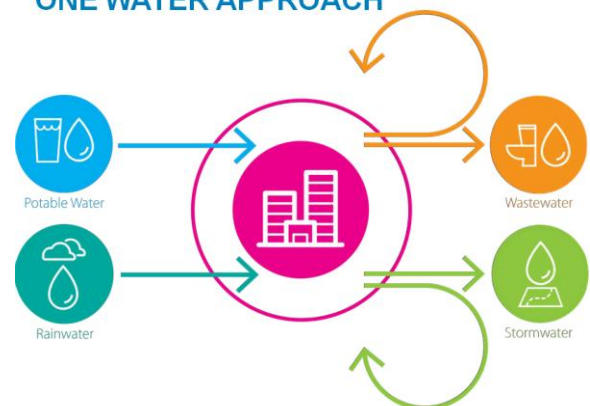 ONE WATER APPROACH
Potable Water
Wastewater
Rainwater
Stormwater